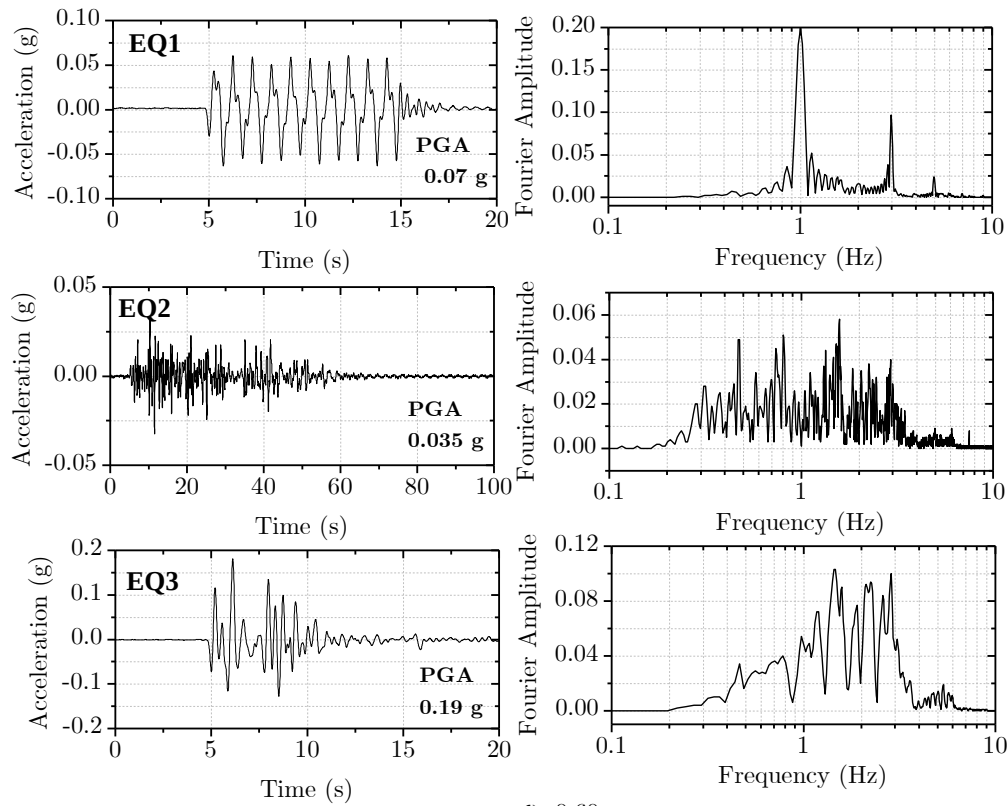 EQ1
Acceleration (g)
0.10
0.05
0.00
-0.05
-0.10
PGA
0.07 g
0 5 10 15 20
Time (s)
Fourier Amplitude
0.20
0.15
0.10
0.05
0.00
0.1 1 10
Frequency (Hz)
EQ2
Acceleration (g)
0.05
0.00
-0.05
PGA
0.035 g
0 20 40 60 80 100
Time (s)
Fourier Amplitude
0.06
0.04
0.02
0.00
0.1 1 10
Frequency (Hz)
EQ3
Acceleration (g)
0.2
0.1
0.0
-0.1
-0.2
PGA
0.19 g
0 5 10 15 20
Time (s)
Fourier Amplitude
0.12
0.08
0.04
0.00
0.1 1 10
Frequency (Hz)